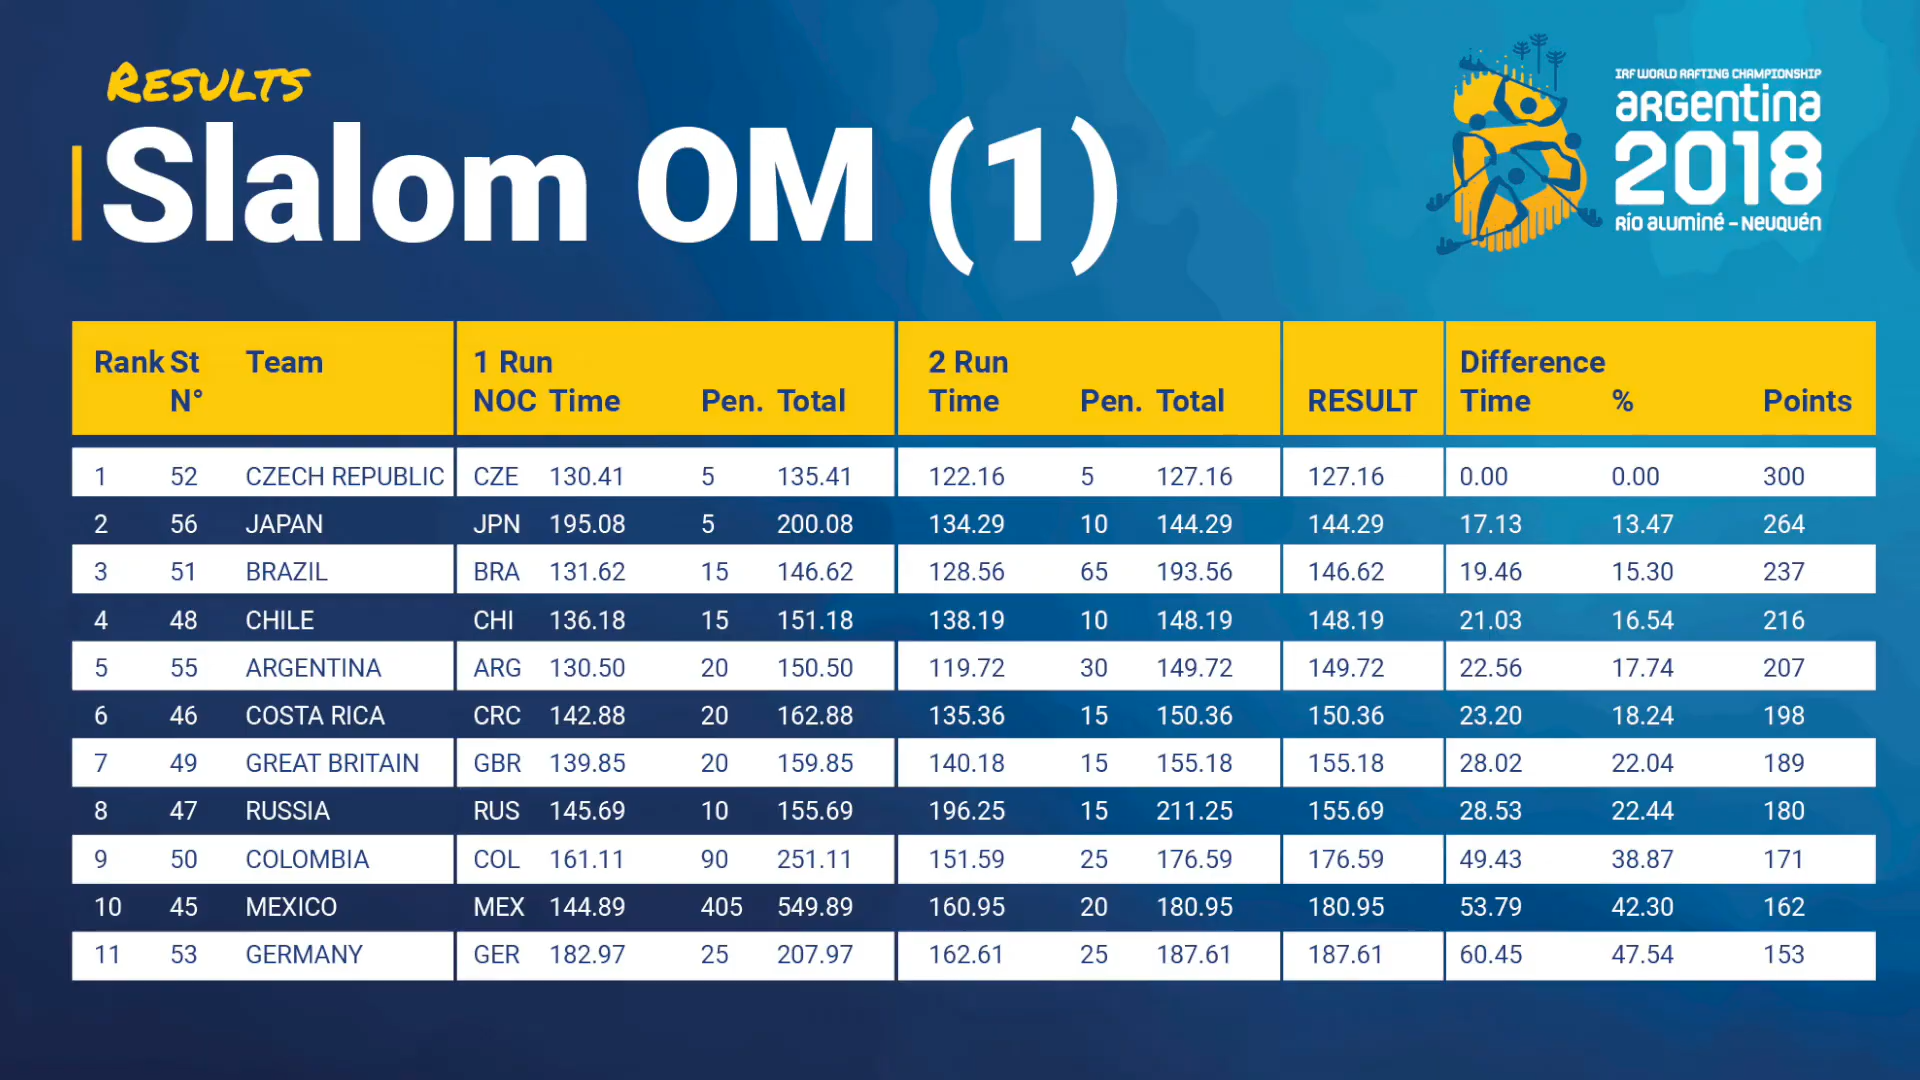 RESULTS
Slalom OM (1)
IRF WORLD RAFTING CHAMPIONSHIP
argentina
2018
RÍO ALUMINÉ - NEUQUÉN
Rank St Team 1 Run 2 Run Difference
N° NOC Time Pen. Total Time Pen. Total RESULT Time % Points
1 52 CZECH REPUBLIC CZE 130.41 5 135.41 122.16 5 127.16 127.16 0.00 0.00 300
2 56 JAPAN JPN 195.08 5 200.08 134.29 10 144.29 144.29 17.13 13.47 264
3 51 BRAZIL BRA 131.62 15 146.62 128.56 65 193.56 146.62 19.46 15.30 237
4 48 CHILE CHI 136.18 15 151.18 138.19 10 148.19 148.19 21.03 16.54 216
5 55 ARGENTINA ARG 130.50 20 150.50 119.72 30 149.72 149.72 22.56 17.74 207
6 46 COSTA RICA CRC 142.88 20 162.88 135.36 15 150.36 150.36 23.20 18.24 198
7 49 GREAT BRITAIN GBR 139.85 20 159.85 140.18 15 155.18 155.18 28.02 22.04 189
8 47 RUSSIA RUS 145.69 10 155.69 196.25 15 211.25 155.69 28.53 22.44 180
9 50 COLOMBIA COL 161.11 90 251.11 151.59 25 176.59 176.59 49.43 38.87 171
10 45 MEXICO MEX 144.89 405 549.89 160.95 20 180.95 180.95 53.79 42.30 162
11 53 GERMANY GER 182.97 25 207.97 162.61 25 187.61 187.61 60.45 47.54 153